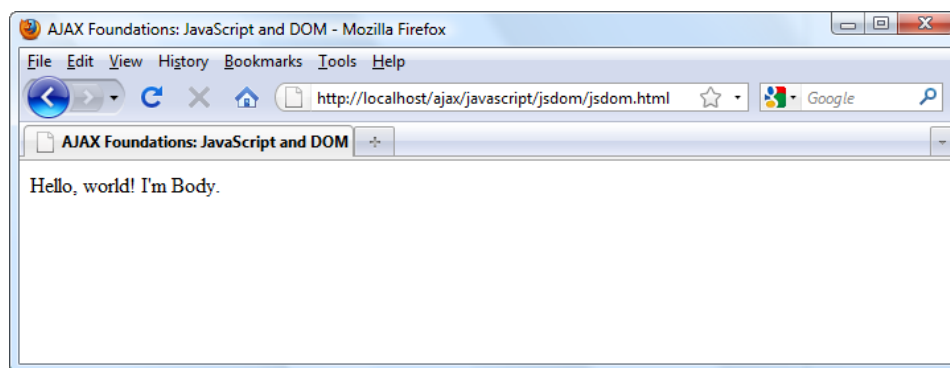 AJAX Foundations: JavaScript and DOM - Mozilla Firefox
File Edit View History Bookmarks Tools Help
http://localhost/ajax/javascript/jsdom/jsdom.html Google
AJAX Foundations: JavaScript and DOM
Hello, world! I'm Body.